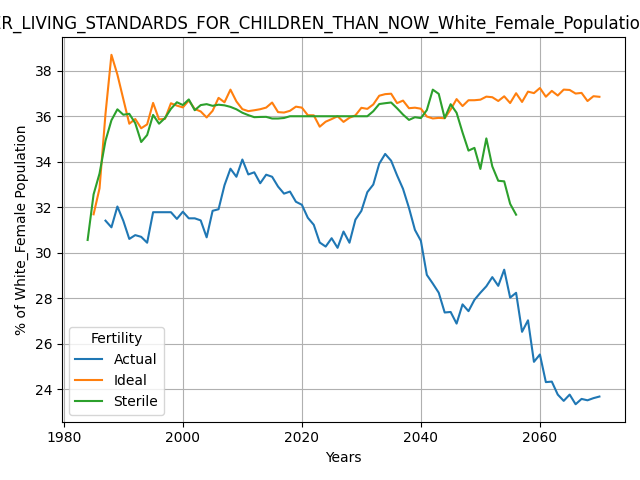 ER_LIVING_STANDARDS_FOR_CHILDREN_THAN_NOW_White_Female_Populatio
% of White_Female Population
38
36
34
32
30
28
26
24
Fertility
Actual
Ideal
Sterile
1980
2000
2020
2040
2060
Years